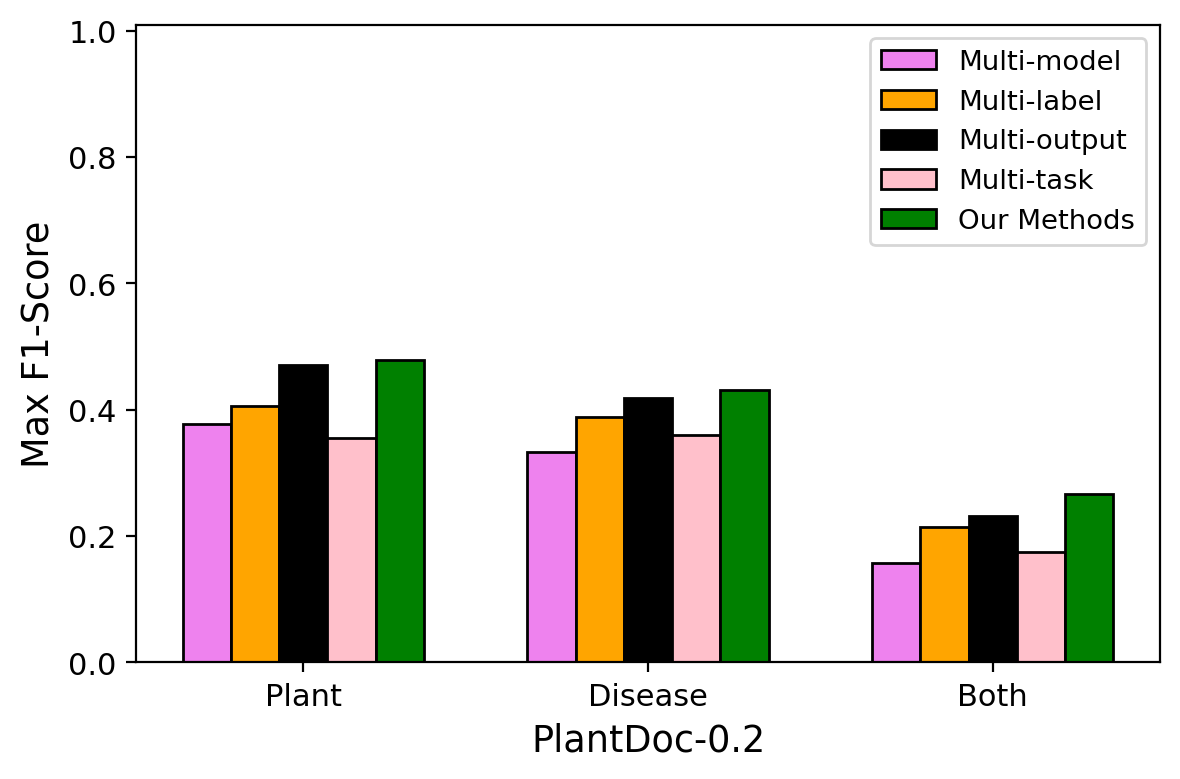 Max F1-Score
1.0
0.8
0.6
0.4
0.2
0.0
Multi-model
Multi-label
Multi-output
Multi-task
Our Methods
Plant
Disease
Both
PlantDoc-0.2